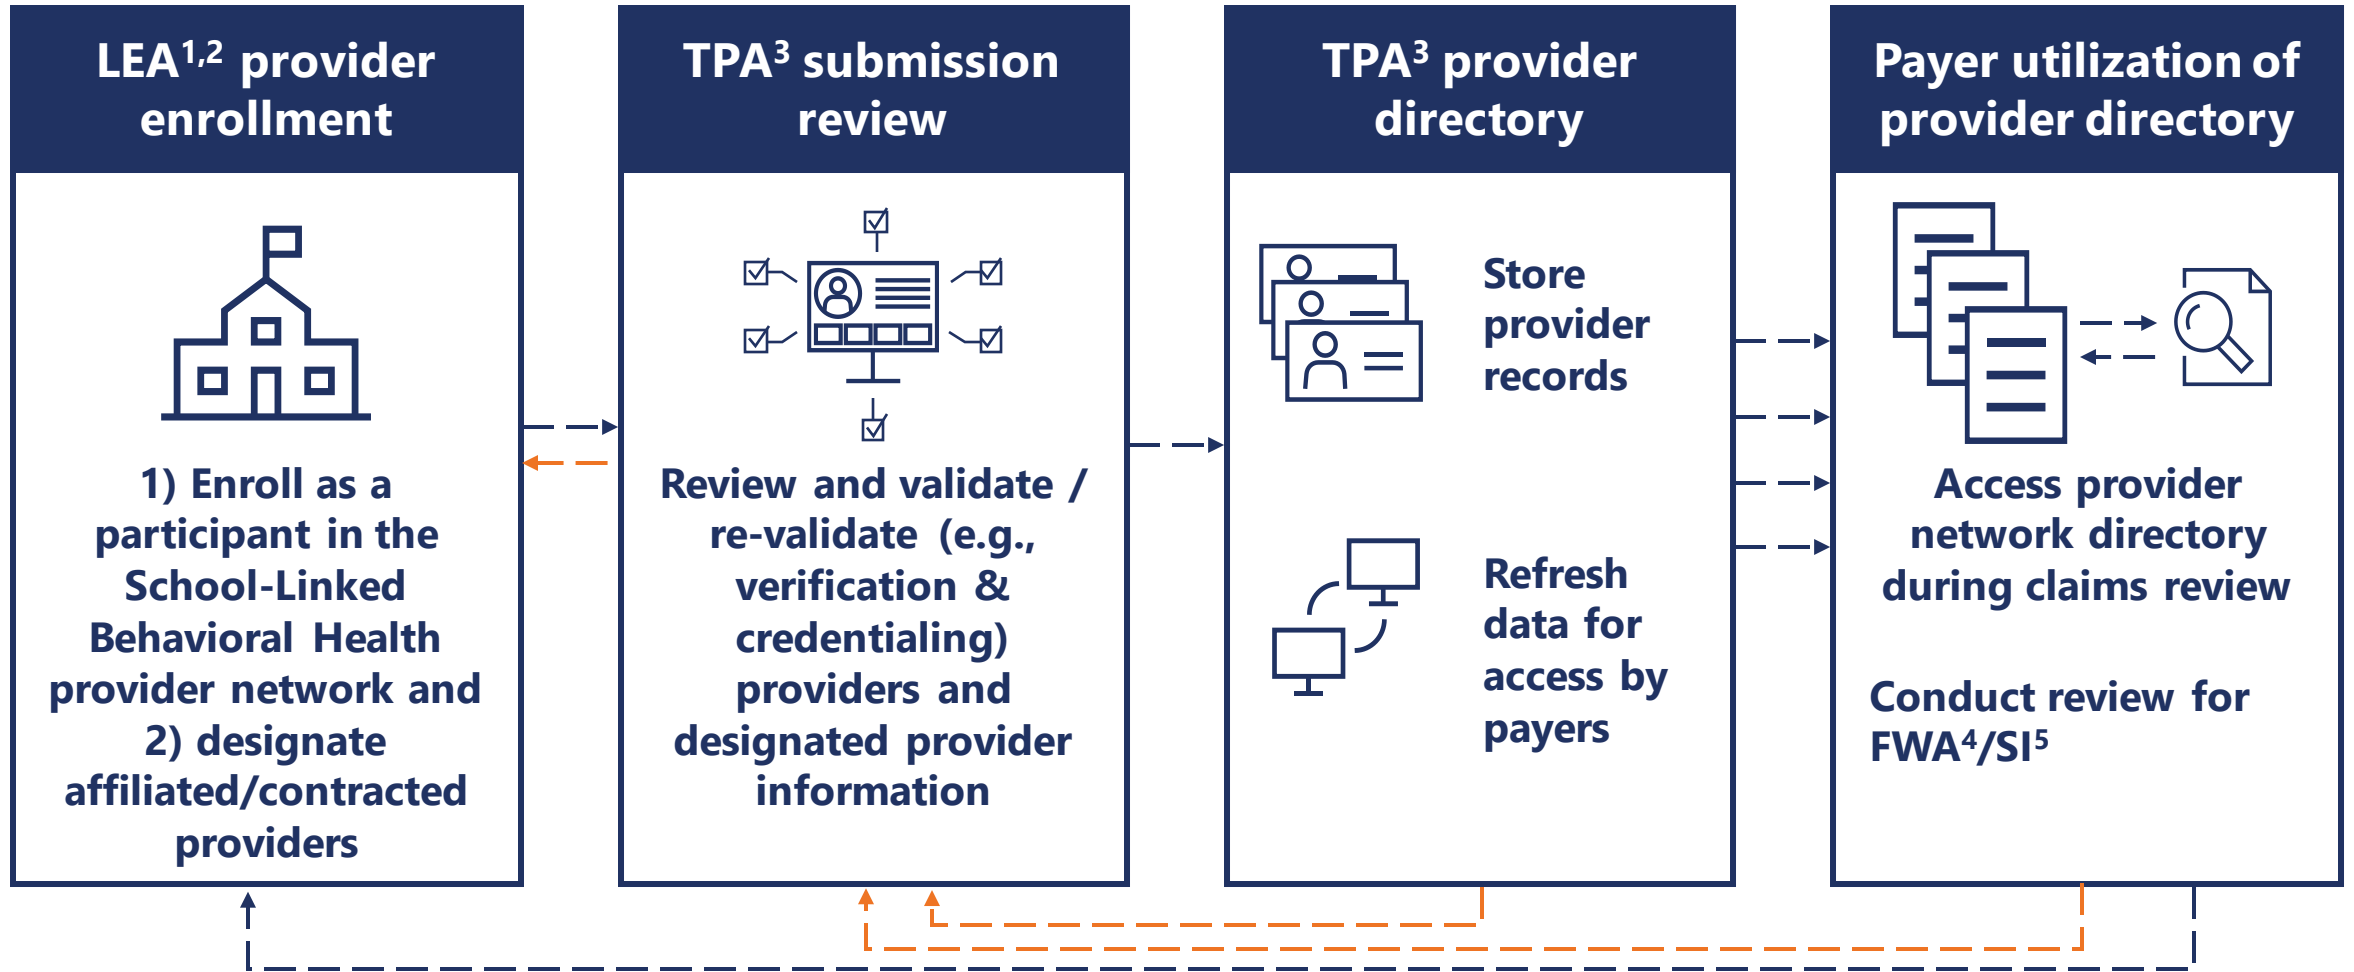 LEA¹,² provider
enrollment
1) Enroll as a
participant in the
School-Linked
Behavioral Health
provider network and
2) designate
affiliated/contracted
providers
TPA³ submission
review
Review and validate /
re-validate (e.g.,
verification &
credentialing)
providers and
designated provider
information
TPA³ provider
directory
Store
provider
records
Refresh
data for
access by
payers
Payer utilization of
provider directory
Access provider
network directory
during claims review
Conduct review for
FWA⁴/SI⁵